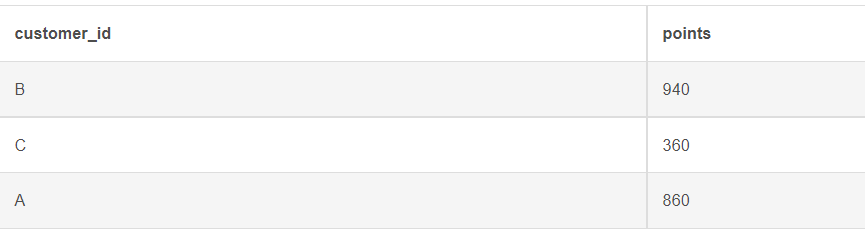 customer_id points
B 940
C 360
A 860